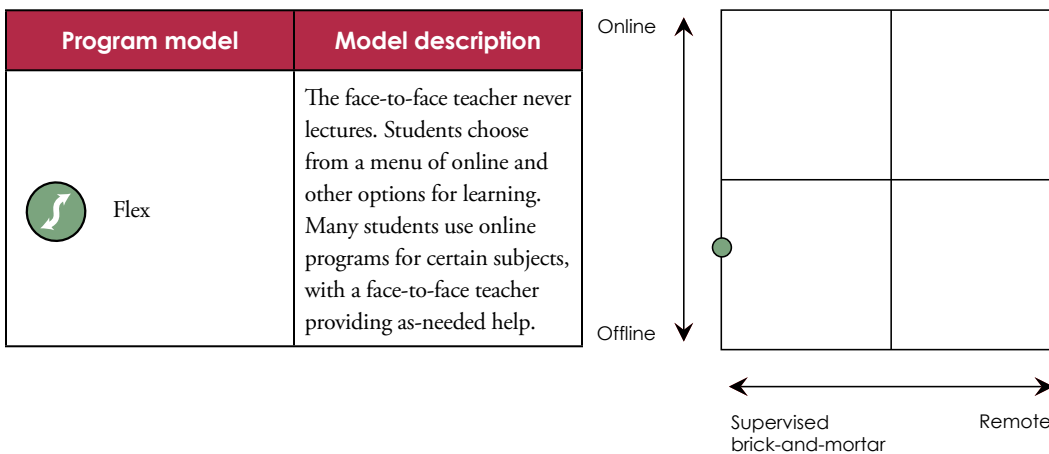 Program model
Model description
Flex
The face-to-face teacher never
lectures. Students choose
from a menu of online and
other options for learning.
Many students use online
programs for certain subjects,
with a face-to-face teacher
providing as-needed help.
Online
Offline
Supervised
brick-and-mortar
Remote